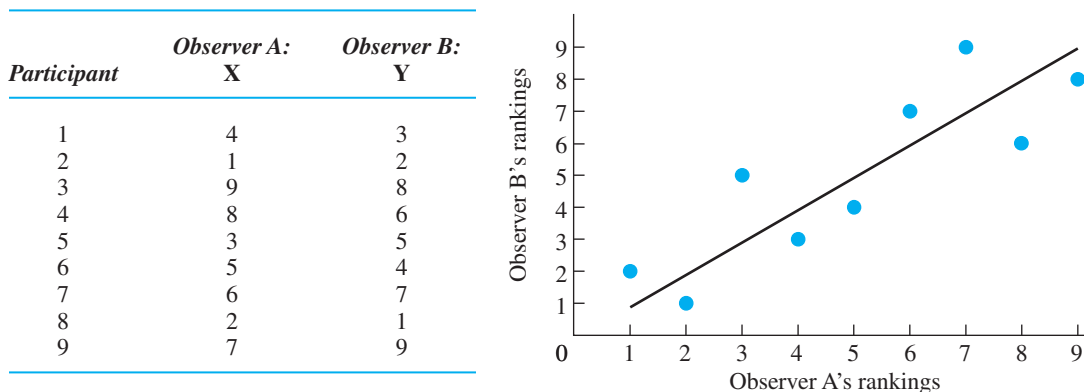 Observer A: Observer B:
Participant X Y
1 4 3
2 1 2
3 9 8
4 8 6
5 3 5
6 5 4
7 6 7
8 2 1
9 7 9
Observer B's rankings
9
8
7
6
5
4
3
2
1
0 1 2 3 4 5 6 7 8 9
Observer A's rankings